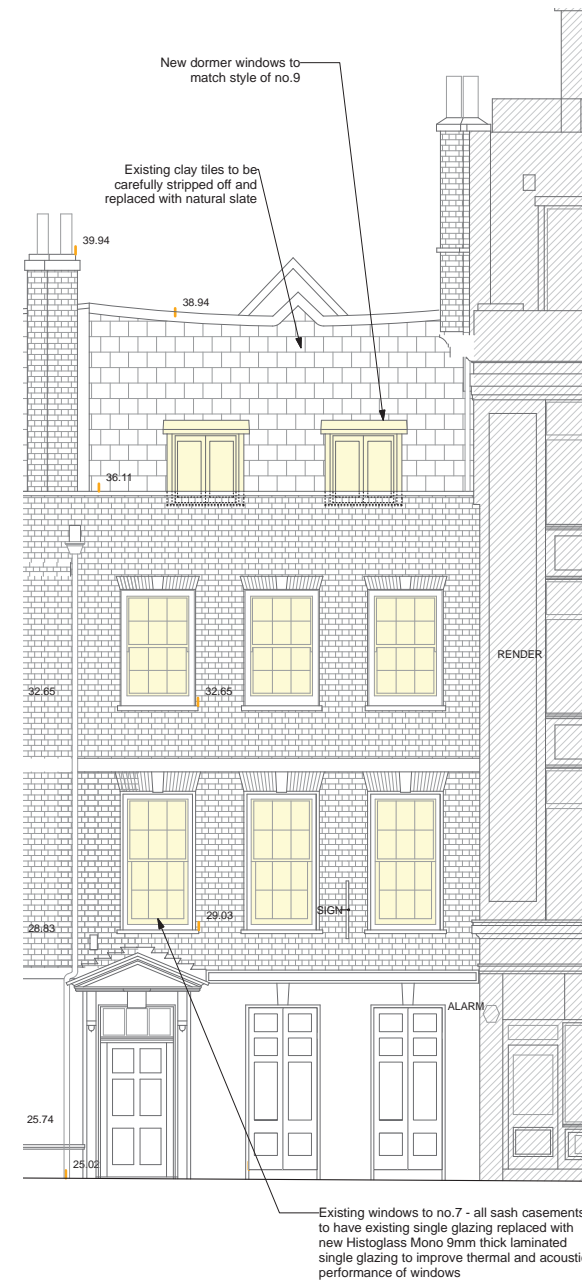 New dormer windows to
match style of no.9
Existing clay tiles to be
carefully stripped off and
replaced with natural slate
39.94
38.94
36.11
RENDER
32.65
32.65
29.03
SIGN
28.83
ALARM
25.74
25.02
Existing windows to no.7 - all sash casements
to have existing single glazing replaced with
new Histoglass Mono 9mm thick laminated
single glazing to improve thermal and acoustic
performance of windows